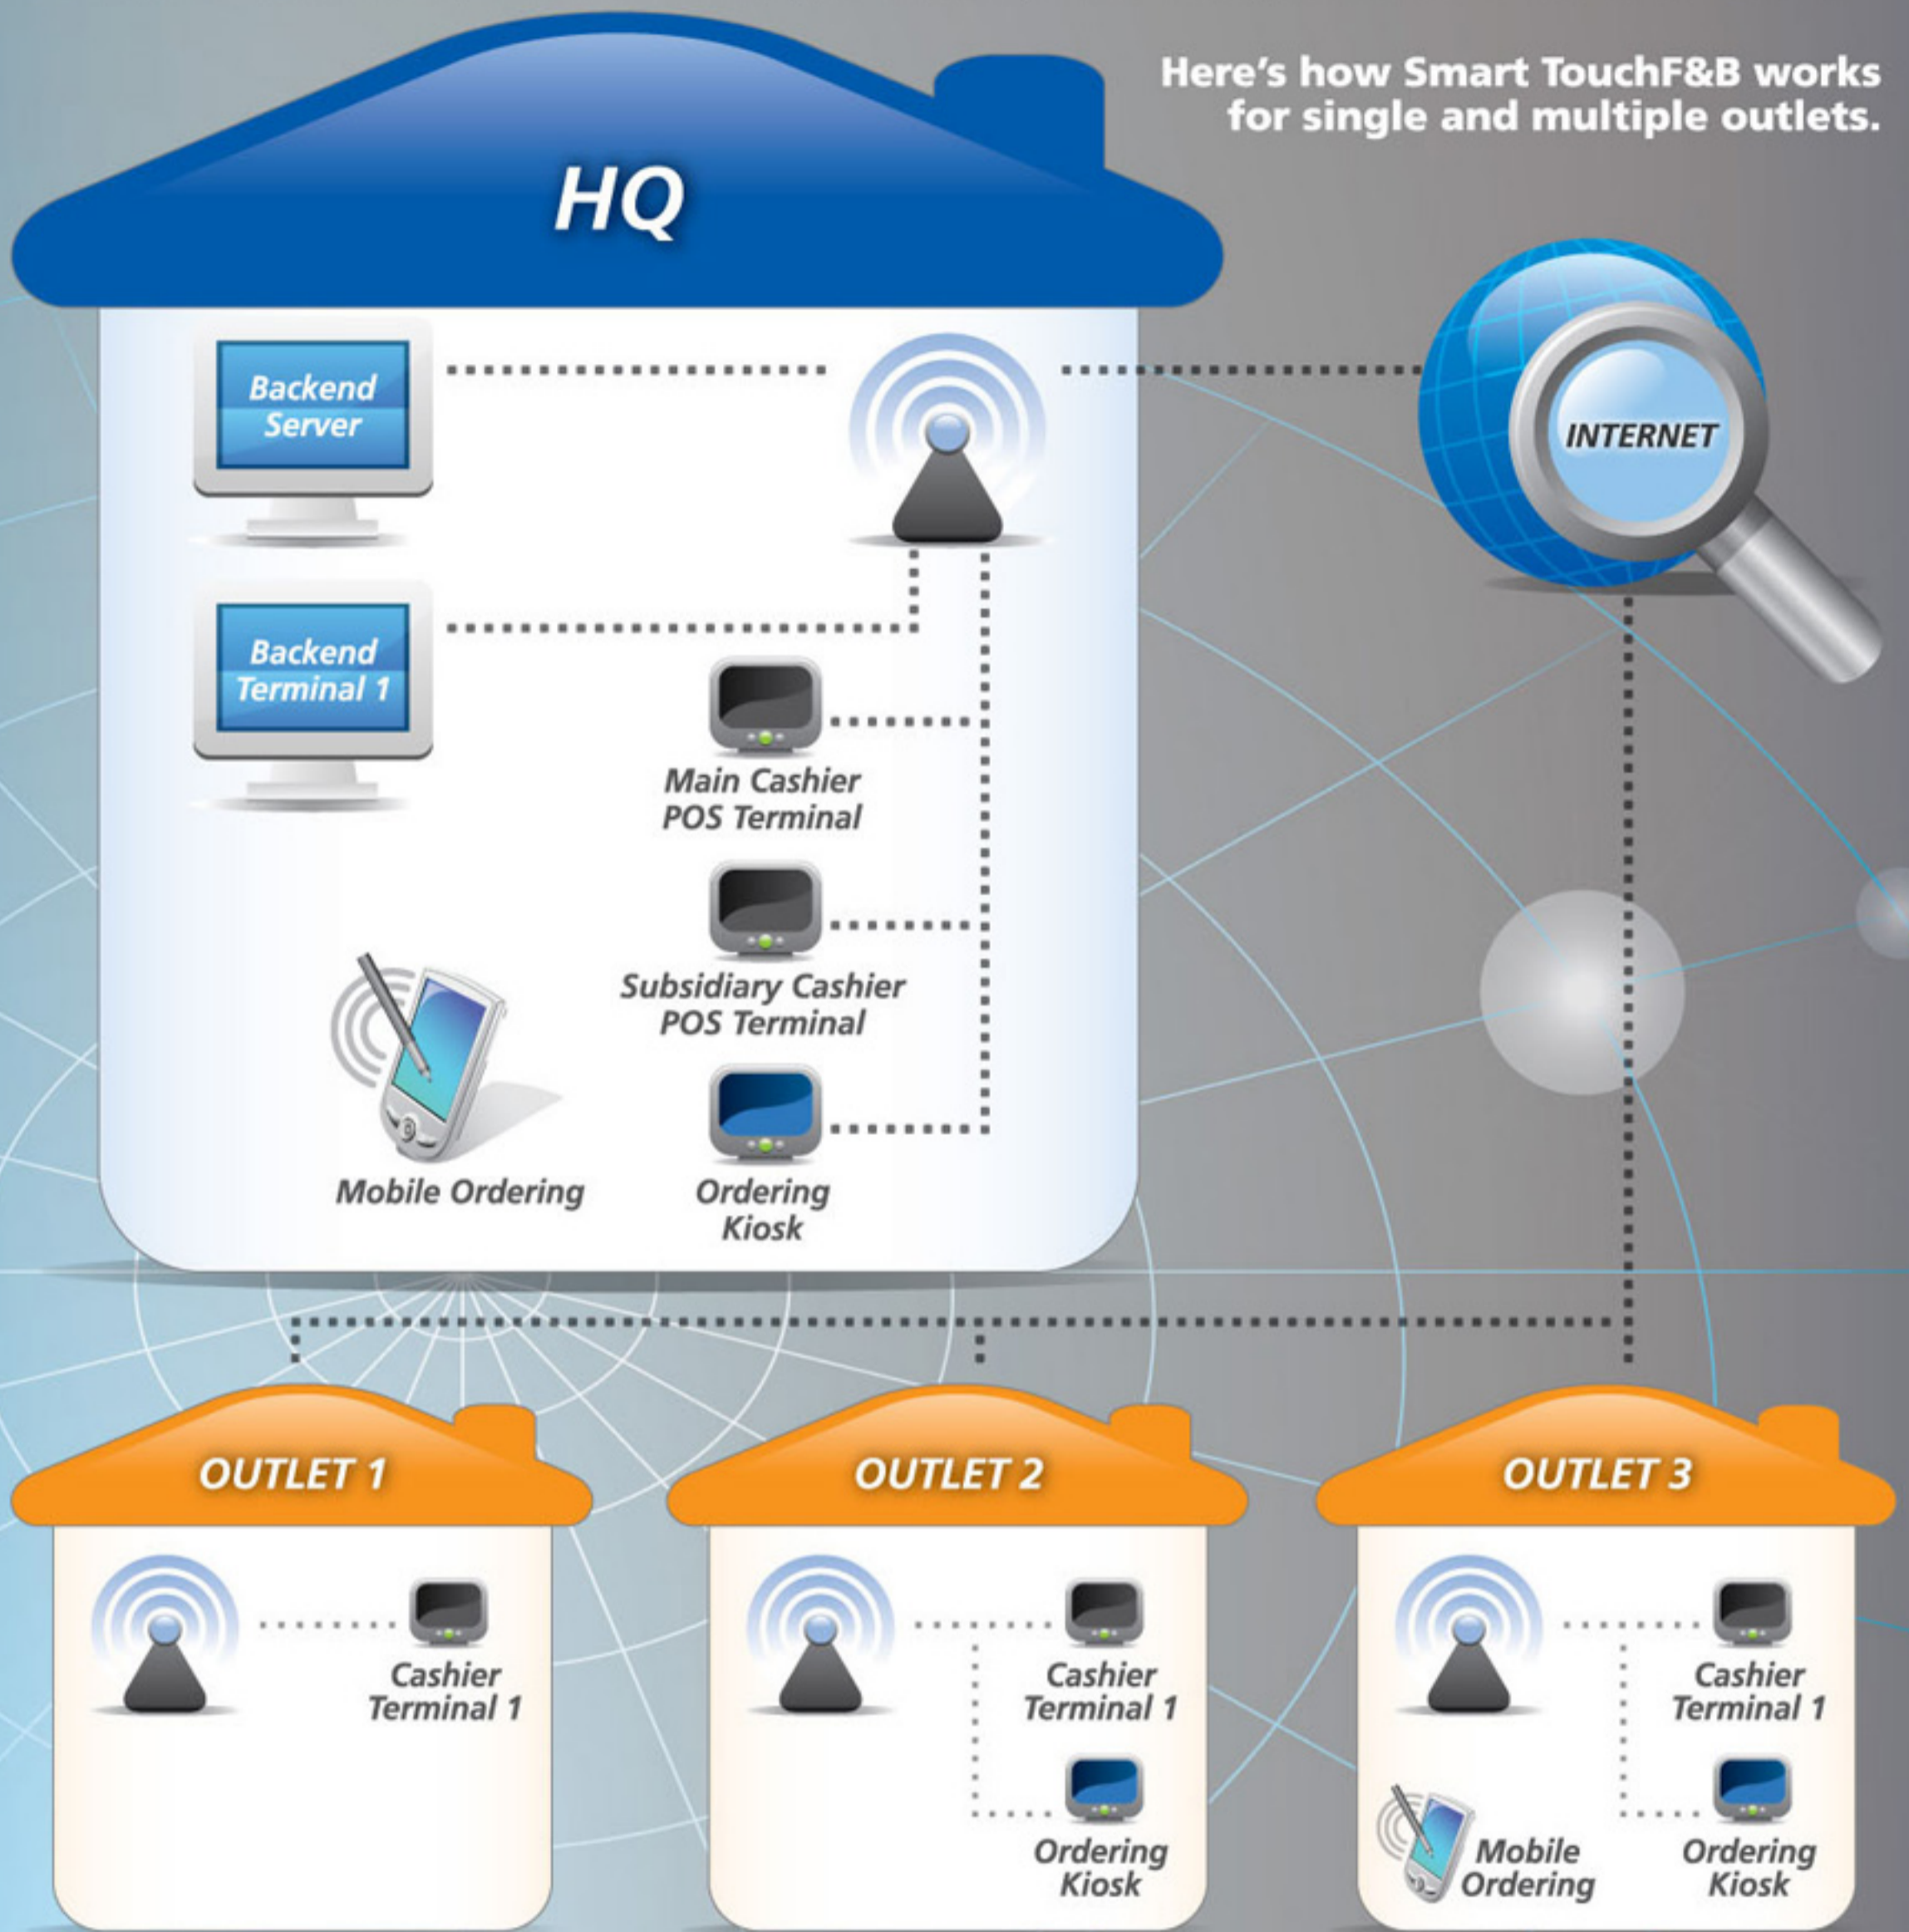 Here's how Smart TouchF&B works
for single and multiple outlets.
HQ
Backend
Server
INTERNET
Backend
Terminal 1
Main Cashier
POS Terminal
Subsidiary Cashier
POS Terminal
Mobile Ordering
Ordering
Kiosk
OUTLET 1
Cashier
Terminal 1
OUTLET 2
Cashier
Terminal 1
Ordering
Kiosk
OUTLET 3
Cashier
Terminal 1
Mobile
Ordering
Ordering
Kiosk